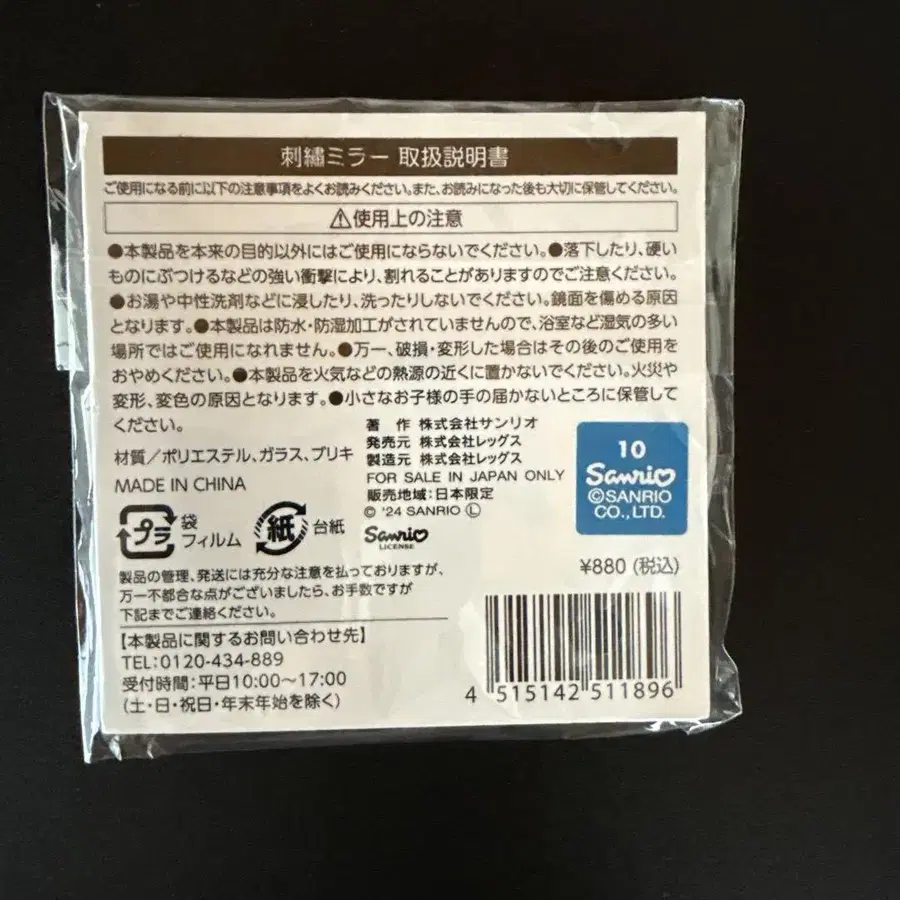 刺繡ミラー 取扱説明書
ご使用になる前に以下の注意事項をよくお読みください。また、お読みになった後も大切に保管してください。
⚠使用上の注意
●本製品を本来の目的以外にはご使用にならないでください。●落下したり、硬い
ものにぶつけるなどの強い衝撃により、割れることがありますのでご注意ください。
●お湯や中性洗剤などに浸したり、洗ったりしないでください。鏡面を傷める原因
となります。●本製品は防水・防湿加工がされていませんので、浴室など湿気の多い
場所ではご使用になれません。●万一、破損・変形した場合はその後のご使用を
おやめください。●本製品を火気などの熱源の近くに置かないでください。火災や
変形、変色の原因となります。●小さなお子様の手の届かないところに保管して
ください。
材質/ポリエステル、ガラス、ブリキ
MADE IN CHINA
プラ 袋 フィルム
紙 台紙
著 作 株式会社サンリオ
発売元 株式会社レッグス
製造元 株式会社レッグス
FOR SALE IN JAPAN ONLY
販売地域:日本限定
© '24 SANRIO Ⓛ
Sanrio
LICENSE
10
Sanrio
©SANRIO
CO.,LTD.
¥880 (税込)
製品の管理、発送には充分な注意を払っておりますが、
万一不都合な点がございましたら、お手数ですが
下記までご連絡ください。
【本製品に関するお問い合わせ先】
TEL:0120-434-889
受付時間:平日10:00~17:00
(土・日・祝日・年末年始を除く)
4 515142 511896